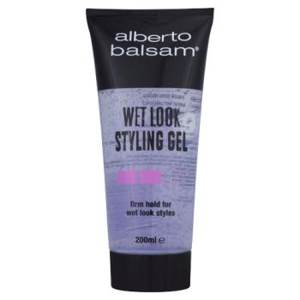 alberto
balsam®
WET LOOK
STYLING GEL
firm hold for
wet look styles
200ml e